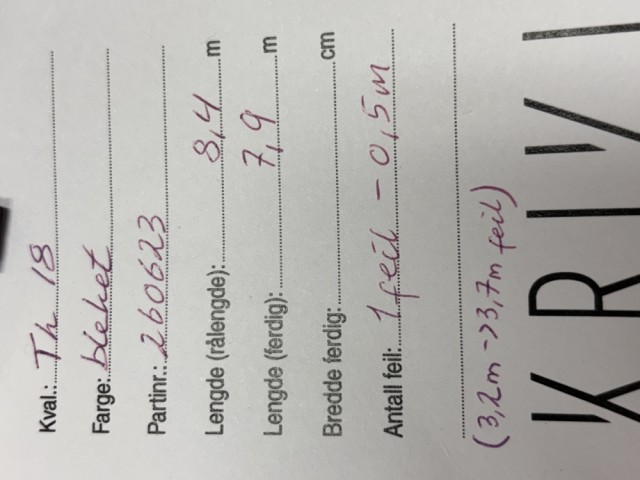 Kval.: Th 18
Farge: bleket
Partinr.: 260623
Lengde (rålengde): 8,4 m
Lengde (ferdig): 7,9 m
Bredde ferdig: cm
Antall feil: 1 feil - 0,5m
(3,2m -> 3,7m feil)